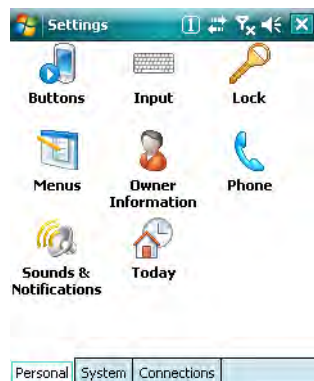 Settings
Buttons Input Lock
Menus Owner Information Phone
Sounds & Notifications Today
Personal System Connections